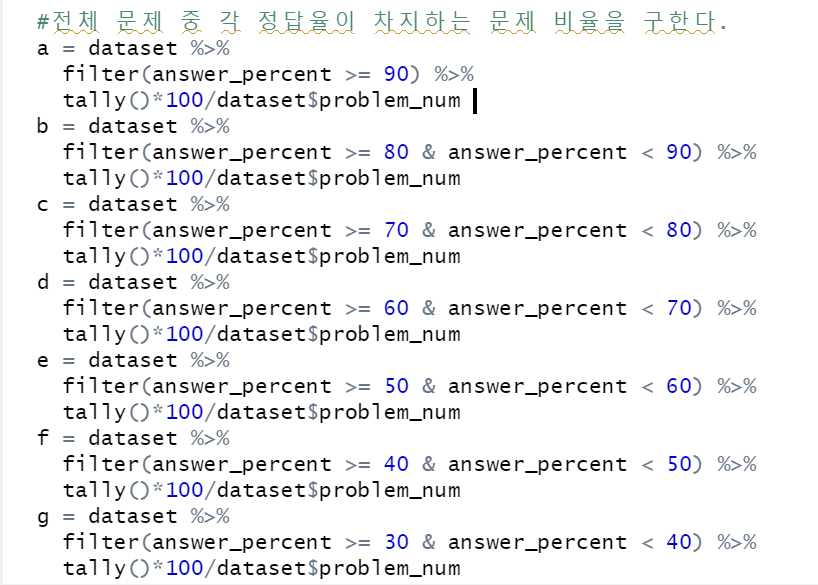 #전체 문제 중 각 정답율이 차지하는 문제 비율을 구한다.
a = dataset %>%
  filter(answer_percent >= 90) %>%
  tally()*100/dataset$problem_num
b = dataset %>%
  filter(answer_percent >= 80 & answer_percent < 90) %>%
  tally()*100/dataset$problem_num
c = dataset %>%
  filter(answer_percent >= 70 & answer_percent < 80) %>%
  tally()*100/dataset$problem_num
d = dataset %>%
  filter(answer_percent >= 60 & answer_percent < 70) %>%
  tally()*100/dataset$problem_num
e = dataset %>%
  filter(answer_percent >= 50 & answer_percent < 60) %>%
  tally()*100/dataset$problem_num
f = dataset %>%
  filter(answer_percent >= 40 & answer_percent < 50) %>%
  tally()*100/dataset$problem_num
g = dataset %>%
  filter(answer_percent >= 30 & answer_percent < 40) %>%
  tally()*100/dataset$problem_num